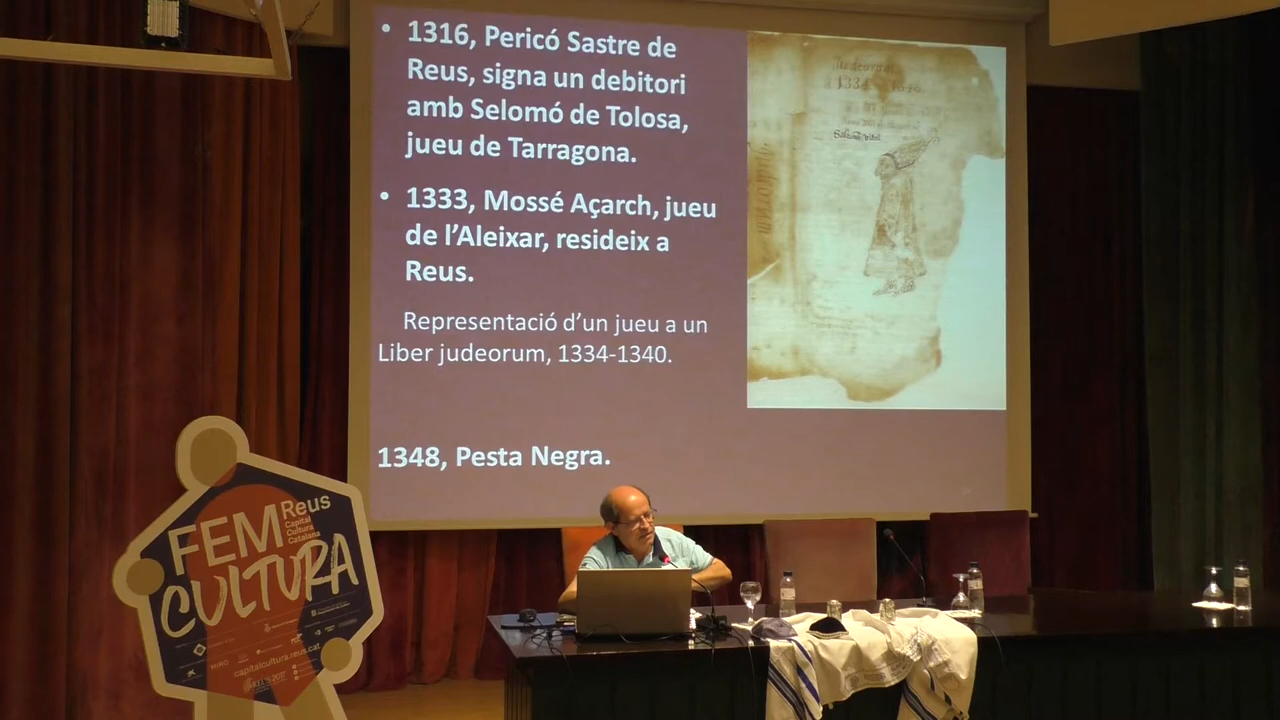 • 1316, Pericó Sastre de
Reus, signa un debitori
amb Selomó de Tolosa,
jueu de Tarragona.
• 1333, Mossé Açarch, jueu
de l'Aleixar, resideix a
Reus.
Representació d'un jueu a un
Liber judeorum, 1334-1340.
1348, Pesta Negra.
FEM
CULTURA
Reus
Capital
Cultura
Catalana
capitalcultura.reus.cat